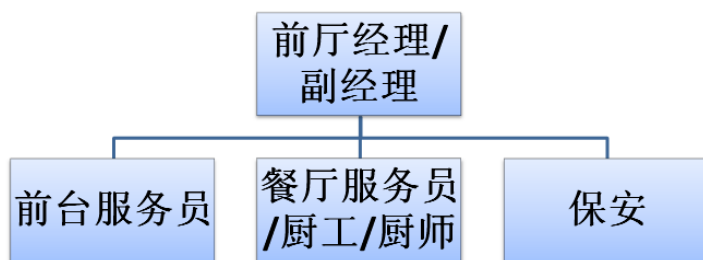 前厅经理/
副经理
前台服务员
餐厅服务员
/厨工/厨师
保安